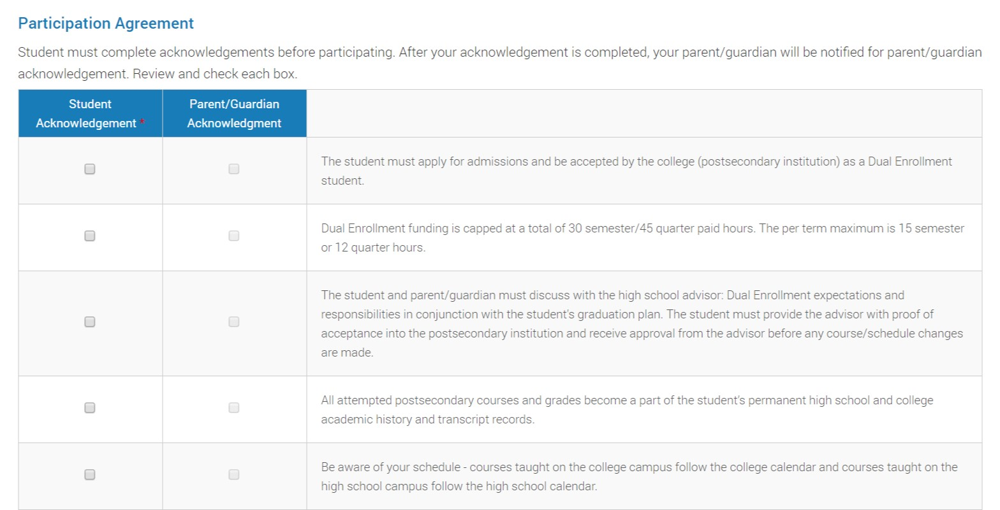 Participation Agreement
Student must complete acknowledgements before participating. After your acknowledgement is completed, your parent/guardian will be notified for parent/guardian
acknowledgement. Review and check each box.
Student
Acknowledgement *
Parent/Guardian
Acknowledgment
The student must apply for admissions and be accepted by the college (postsecondary institution) as a Dual Enrollment
student.
Dual Enrollment funding is capped at a total of 30 semester/45 quarter paid hours. The per term maximum is 15 semester
or 12 quarter hours.
The student and parent/guardian must discuss with the high school advisor: Dual Enrollment expectations and
responsibilities in conjunction with the student's graduation plan. The student must provide the advisor with proof of
acceptance into the postsecondary institution and receive approval from the advisor before any course/schedule changes
are made.
All attempted postsecondary courses and grades become a part of the student's permanent high school and college
academic history and transcript records.
Be aware of your schedule - courses taught on the college campus follow the college calendar and courses taught on the
high school campus follow the high school calendar.